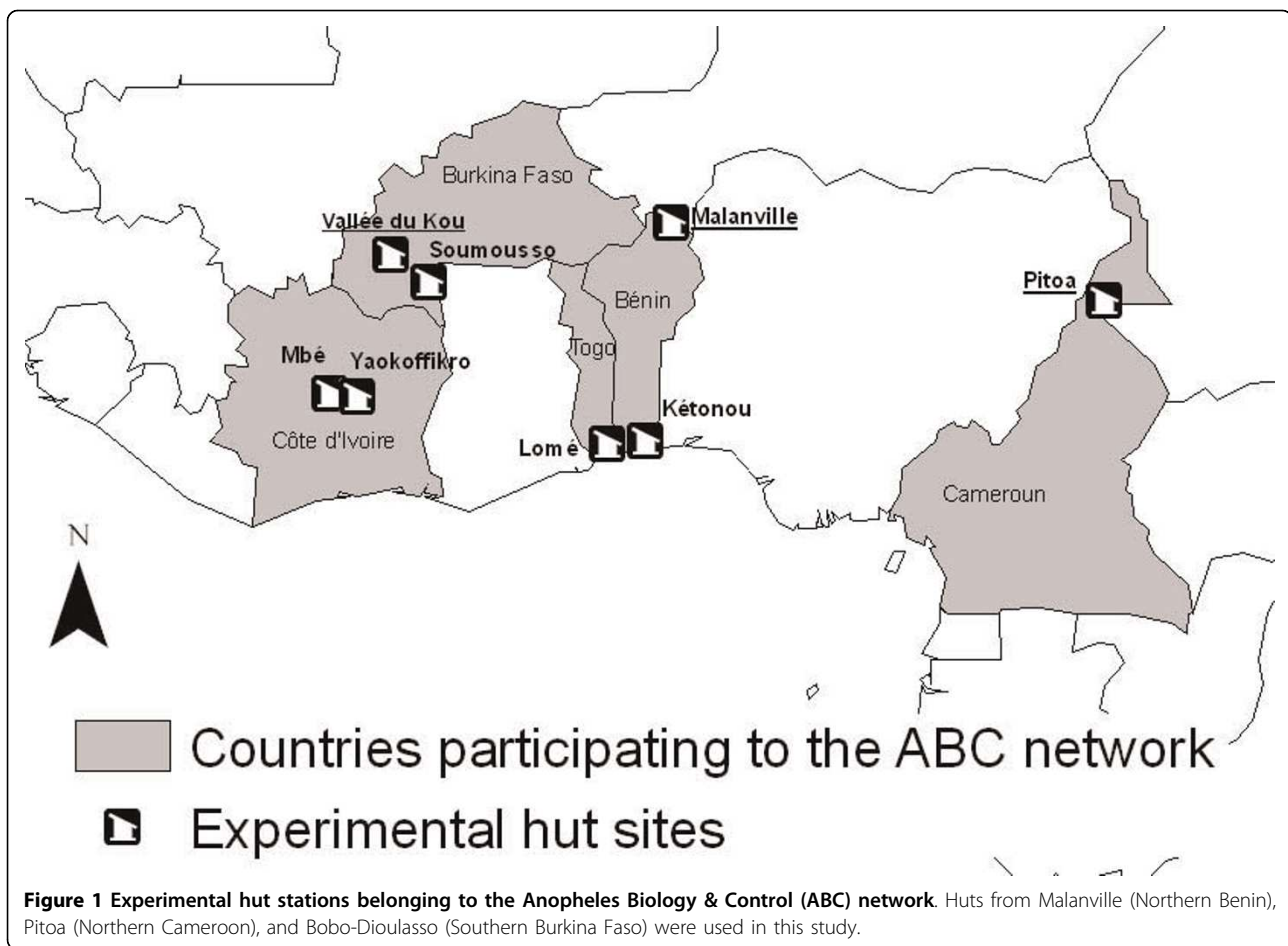 Burkina Faso
Vallée du Kou
Malanville
Soumousso
Pitoa
Bénin
Togo
Mbé
Yaokoffikro
Kétonou
Côte d'Ivoire
Lomé
Cameroun
N
Countries participating to the ABC network
Experimental hut sites
Figure 1 Experimental hut stations belonging to the Anopheles Biology & Control (ABC) network. Huts from Malanville (Northern Benin),
Pitoa (Northern Cameroon), and Bobo-Dioulasso (Southern Burkina Faso) were used in this study.